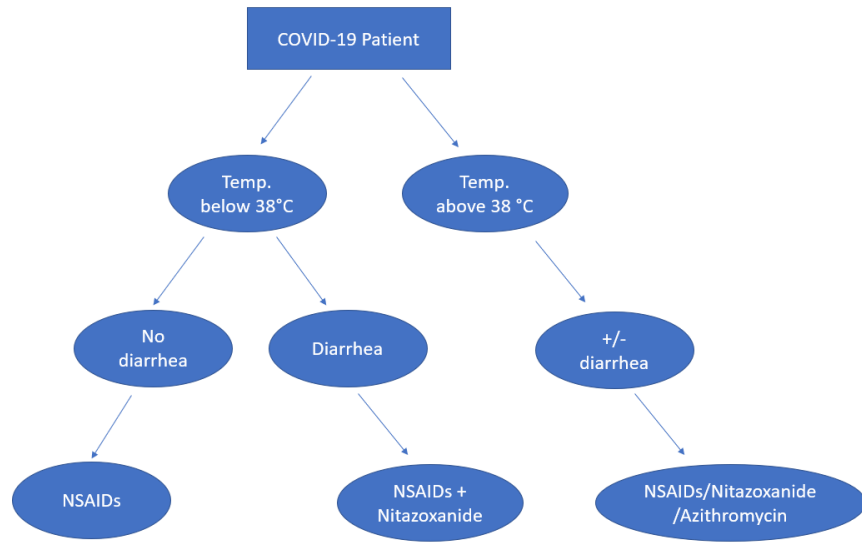 COVID-19 Patient
Temp.
below 38°C
Temp.
above 38 °C
No
diarrhea
Diarrhea
+/-
diarrhea
NSAIDs
NSAIDs +
Nitazoxanide
NSAIDs/Nitazoxanide
/Azithromycin